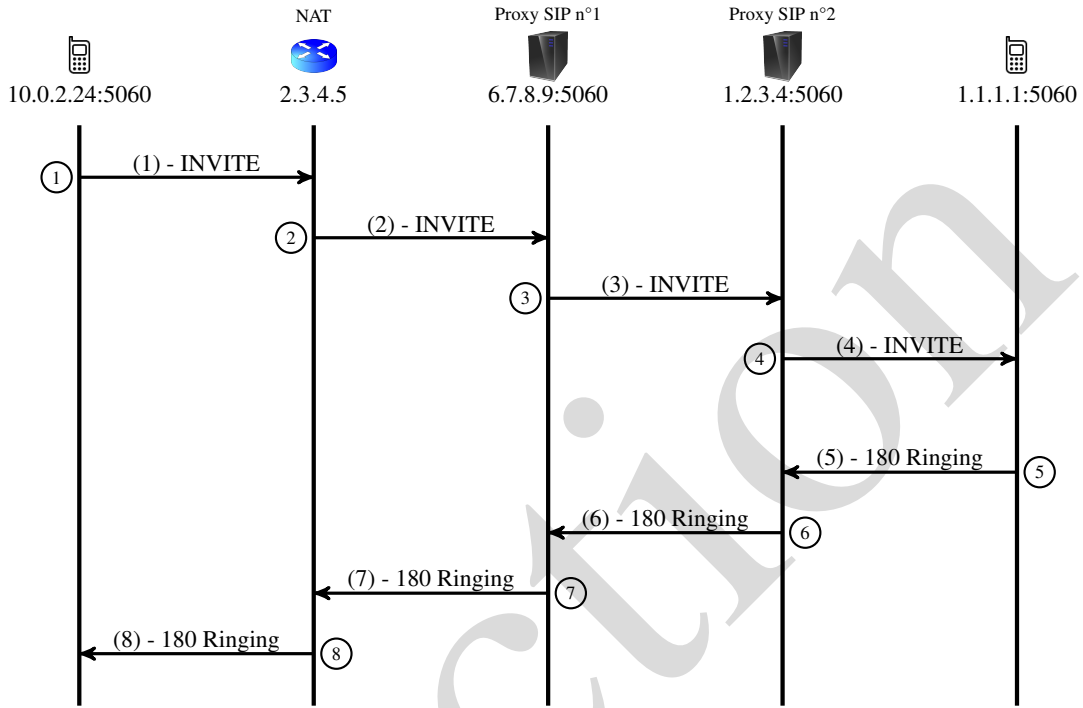 NAT
Proxy SIP n°1
Proxy SIP n°2
10.0.2.24:5060
2.3.4.5
6.7.8.9:5060
1.2.3.4:5060
1.1.1.1:5060
1
(1) - INVITE
2
(2) - INVITE
3
(3) - INVITE
4
(4) - INVITE
(5) - 180 Ringing
5
(6) - 180 Ringing
6
(7) - 180 Ringing
7
(8) - 180 Ringing
8
ction